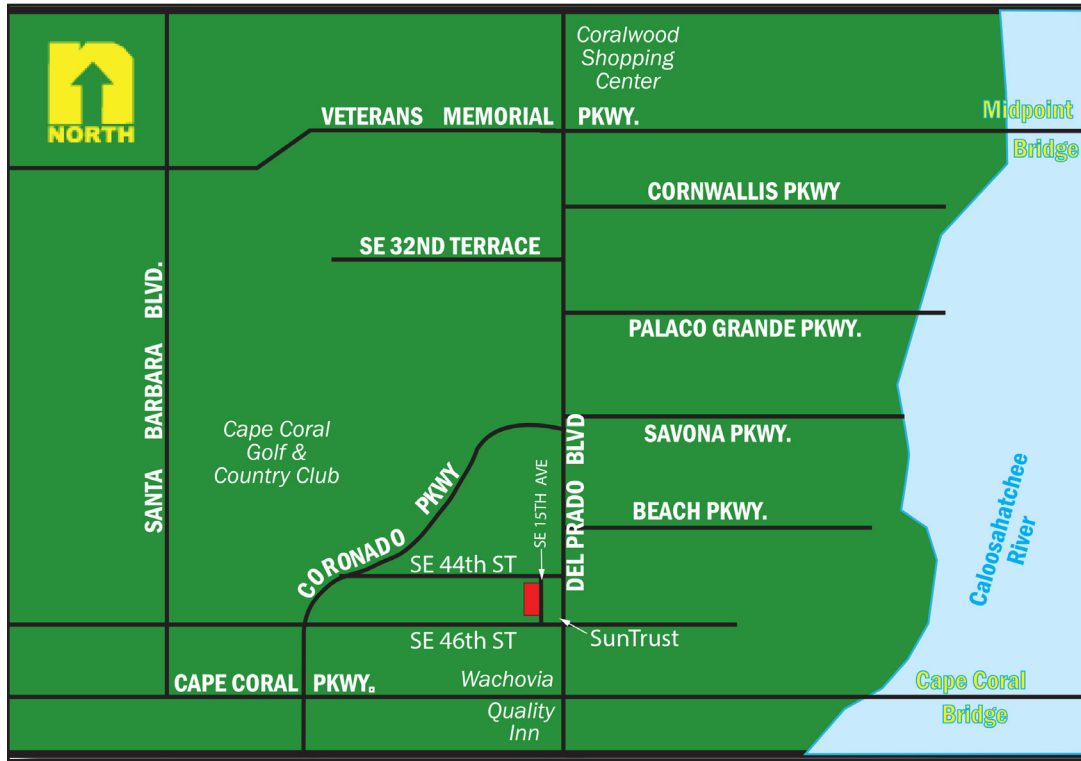 n
NORTH
Coralwood
Shopping
Center
VETERANS MEMORIAL PKWY.
Midpoint
Bridge
CORNWALLIS PKWY
SE 32ND TERRACE
SANTA BARBARA BLVD.
PALACO GRANDE PKWY.
Cape Coral
Golf &
Country Club
DEL PRADO BLVD
SAVONA PKWY.
CORONADO PKWY
SE 15TH AVE
BEACH PKWY.
Caloosahatchee
River
SE 44th ST
SE 46th ST
SunTrust
CAPE CORAL PKWY.
Wachovia
Cape Coral
Bridge
Quality
Inn